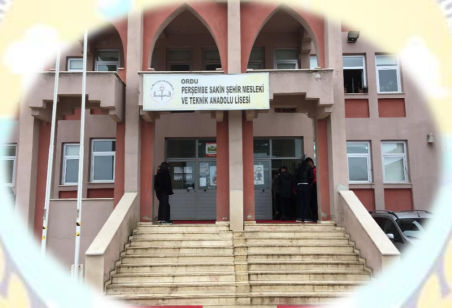 ORDU
PERŞEMBE SAKİN ŞEHİR MESLEKİ
VE TEKNİK ANADOLU LİSESİ